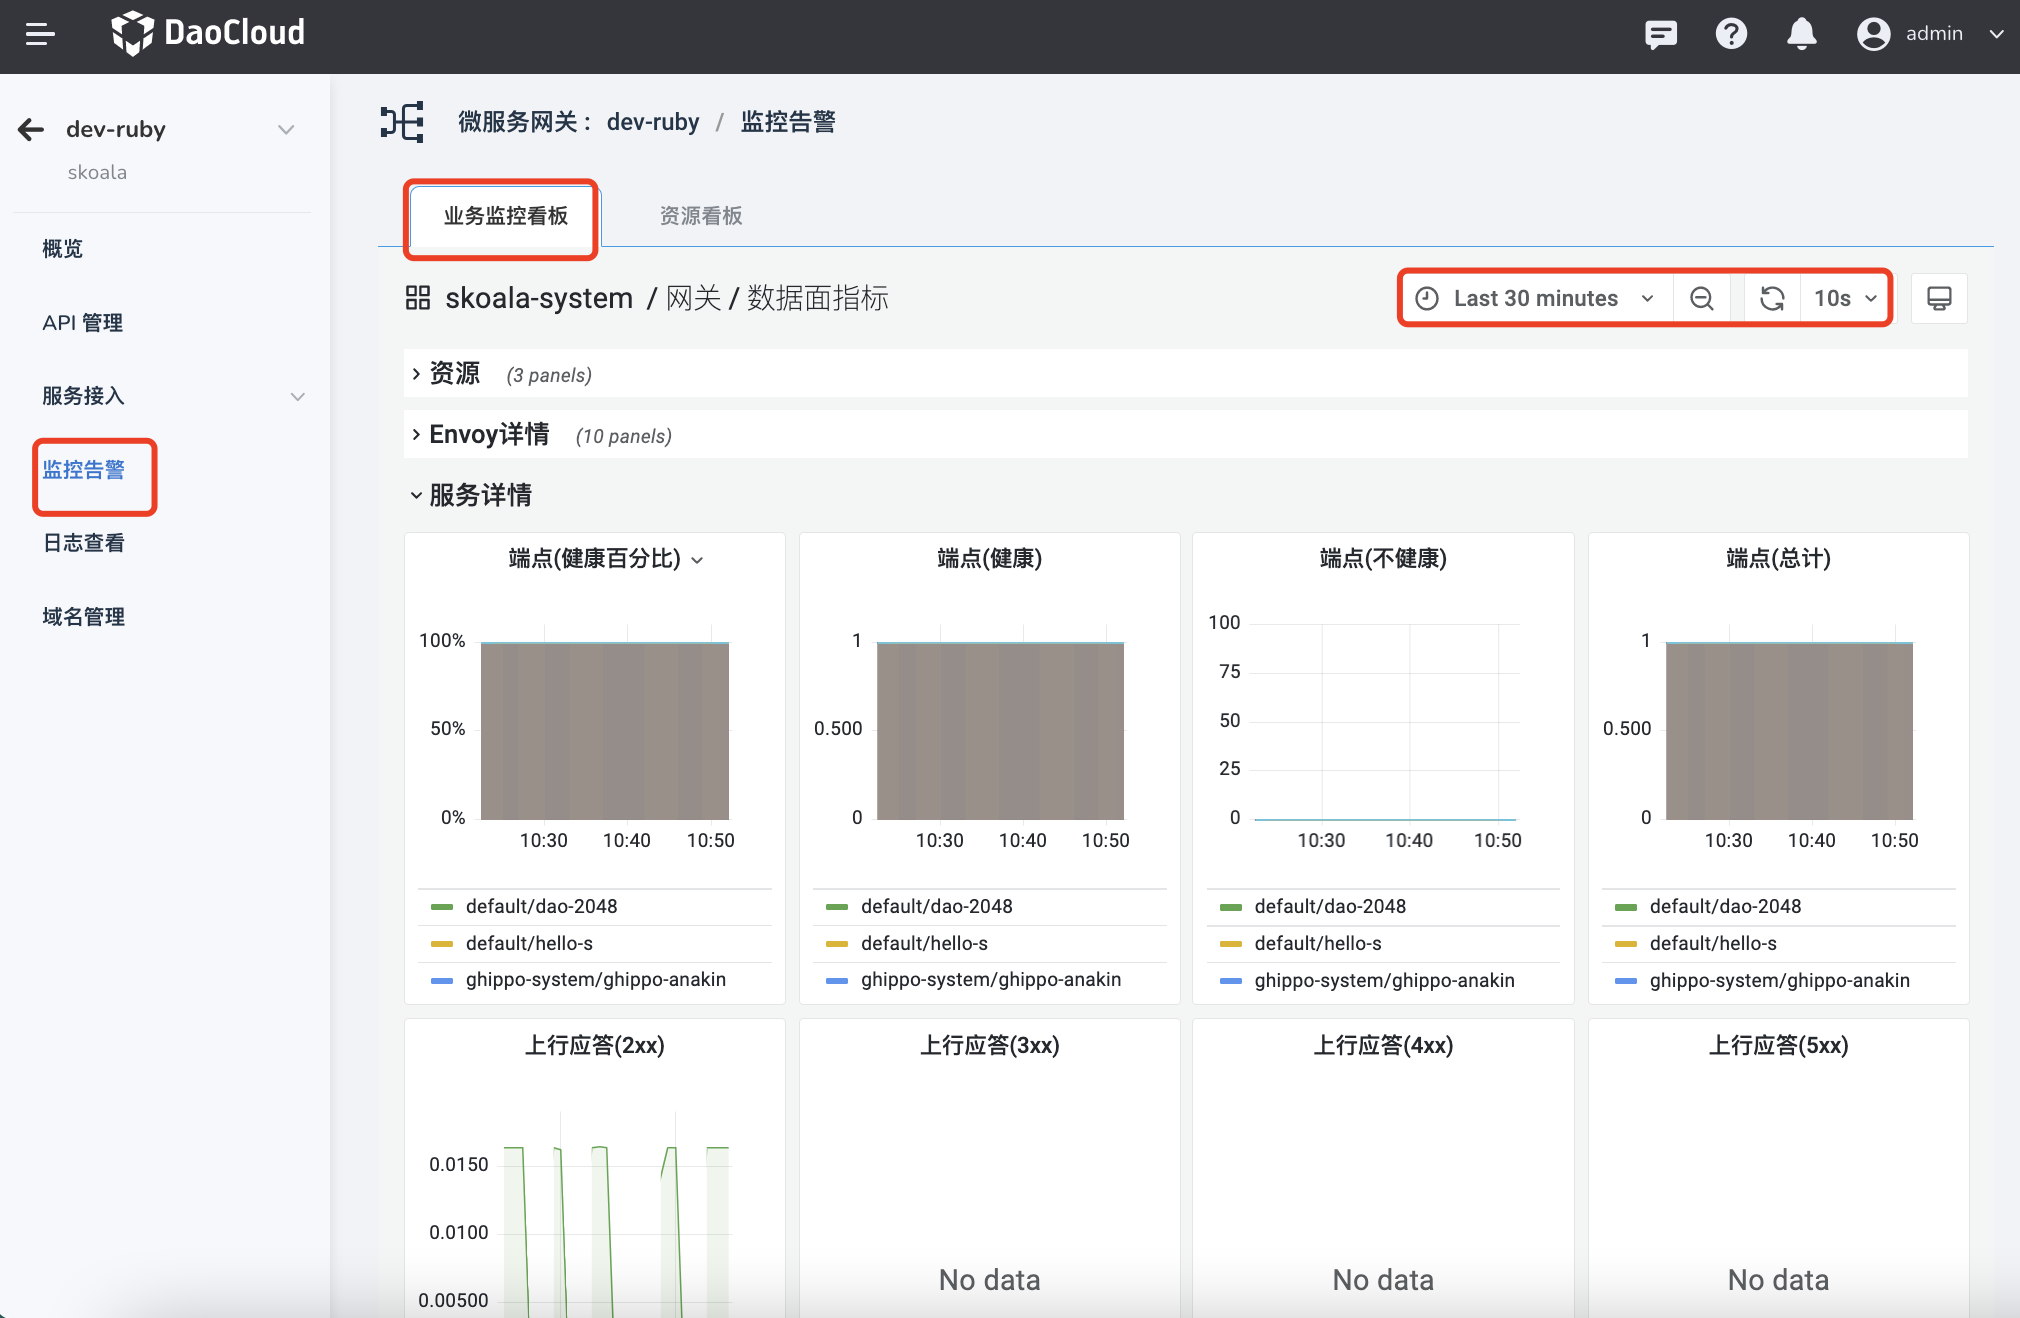 DaoCloud
admin
dev-ruby
skoala
概览
API 管理
服务接入
监控告警
日志查看
域名管理
微服务网关： dev-ruby / 监控告警
业务监控看板 资源看板
skoala-system / 网关 / 数据面指标
Last 30 minutes 10s
资源 (3 panels)
Envoy详情 (10 panels)
服务详情
端点(健康百分比)
100%
50%
0%
10:30 10:40 10:50
default/dao-2048
default/hello-s
ghippo-system/ghippo-anakin
端点(健康)
1
0.500
0
10:30 10:40 10:50
default/dao-2048
default/hello-s
ghippo-system/ghippo-anakin
端点(不健康)
100
75
50
25
0
10:30 10:40 10:50
default/dao-2048
default/hello-s
ghippo-system/ghippo-anakin
端点(总计)
1
0.500
0
10:30 10:40 10:50
default/dao-2048
default/hello-s
ghippo-system/ghippo-anakin
上行应答(2xx)
0.0150
0.0100
0.00500
上行应答(3xx)
No data
上行应答(4xx)
No data
上行应答(5xx)
No data